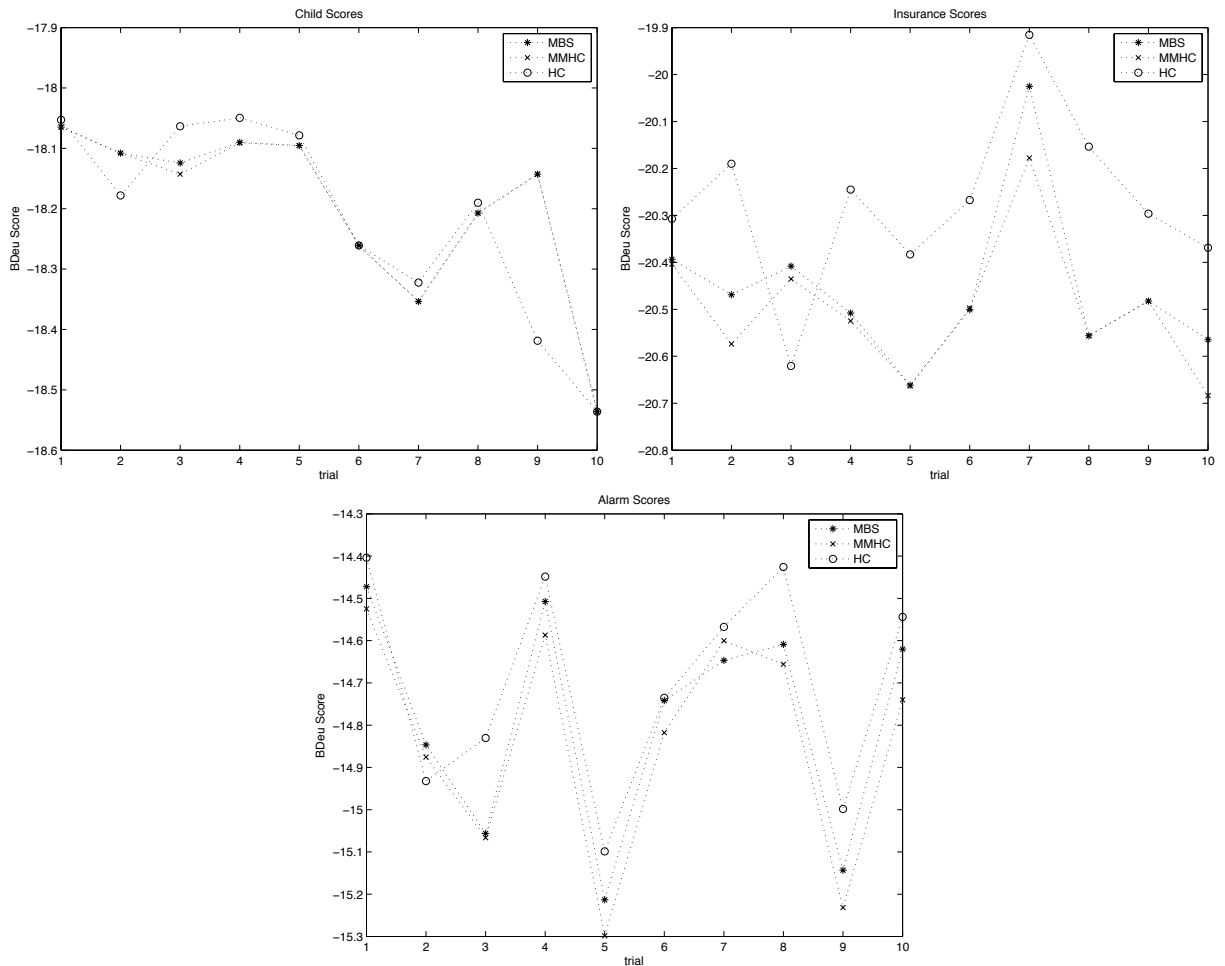 Child Scores
−17.9
−18
−18.1
−18.2
−18.3
−18.4
−18.5
−18.6
BDeu Score
1 2 3 4 5 6 7 8 9 10
trial
MBS
MMHC
HC
Insurance Scores
−19.9
−20
−20.1
−20.2
−20.3
−20.4
−20.5
−20.6
−20.7
−20.8
BDeu Score
1 2 3 4 5 6 7 8 9 10
trial
MBS
MMHC
HC
Alarm Scores
−14.3
−14.4
−14.5
−14.6
−14.7
−14.8
−14.9
−15
−15.1
−15.2
−15.3
BDeu Score
1 2 3 4 5 6 7 8 9 10
trial
MBS
MMHC
HC